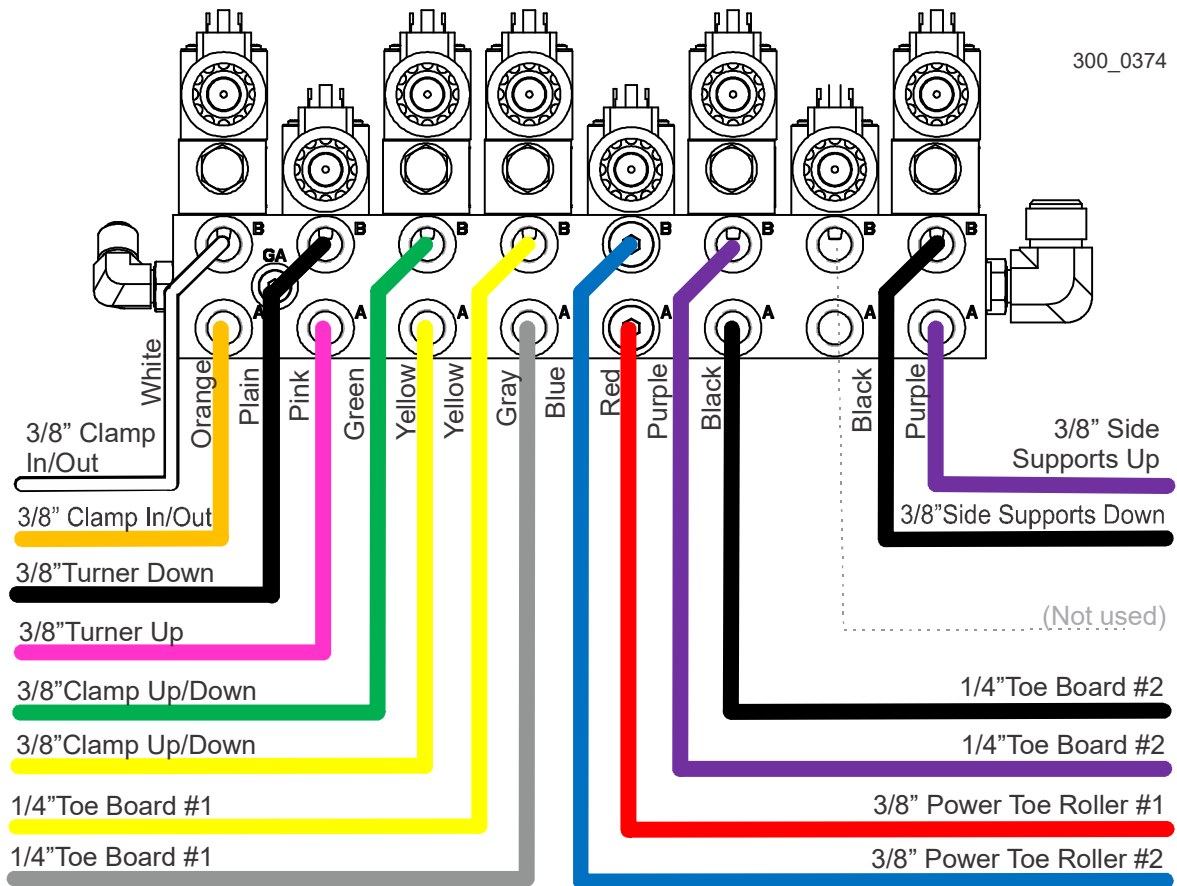 300_0374
B B B B B B B B
GA
A A A A A A A A
White
Orange
Plain
Pink
Green
Yellow
Yellow
Gray
Blue
Red
Purple
Black
Black
Purple
3/8” Clamp
In/Out
3/8” Clamp In/Out
3/8”Turner Down
3/8”Turner Up
3/8”Clamp Up/Down
3/8”Clamp Up/Down
1/4”Toe Board #1
1/4”Toe Board #1
3/8” Side
Supports Up
3/8”Side Supports Down
(Not used)
1/4”Toe Board #2
1/4”Toe Board #2
3/8” Power Toe Roller #1
3/8” Power Toe Roller #2